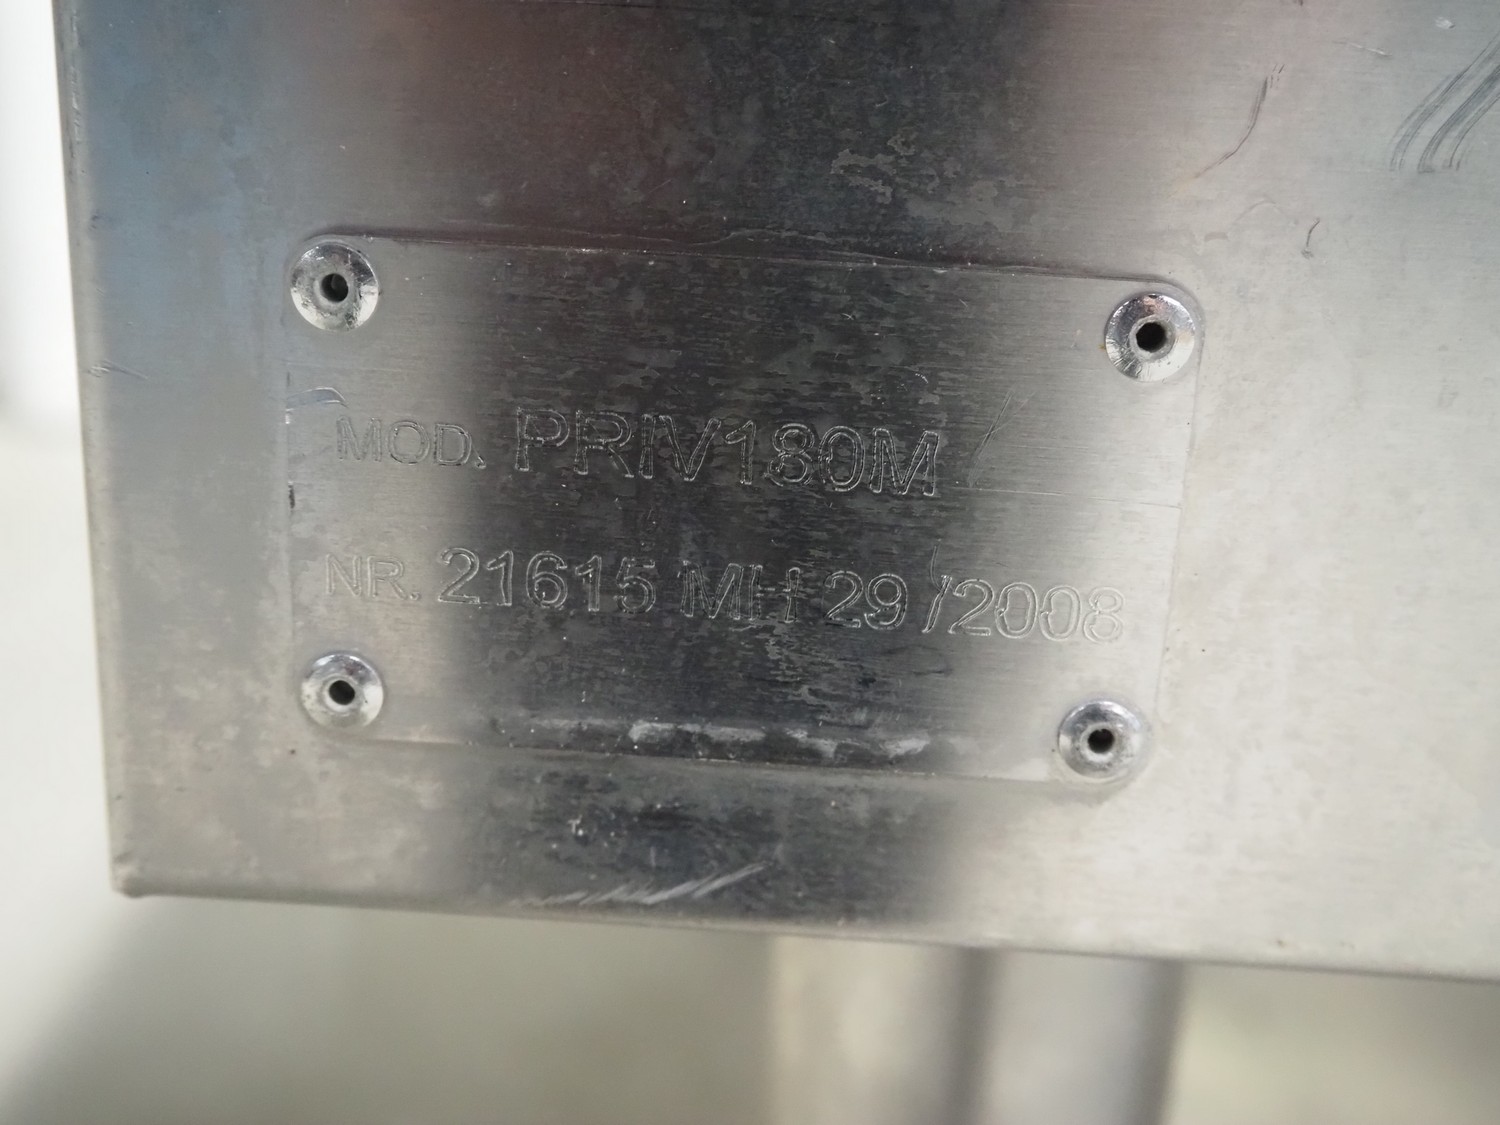 MOD. PRIV180M
NR. 21615 MH 29 /2008